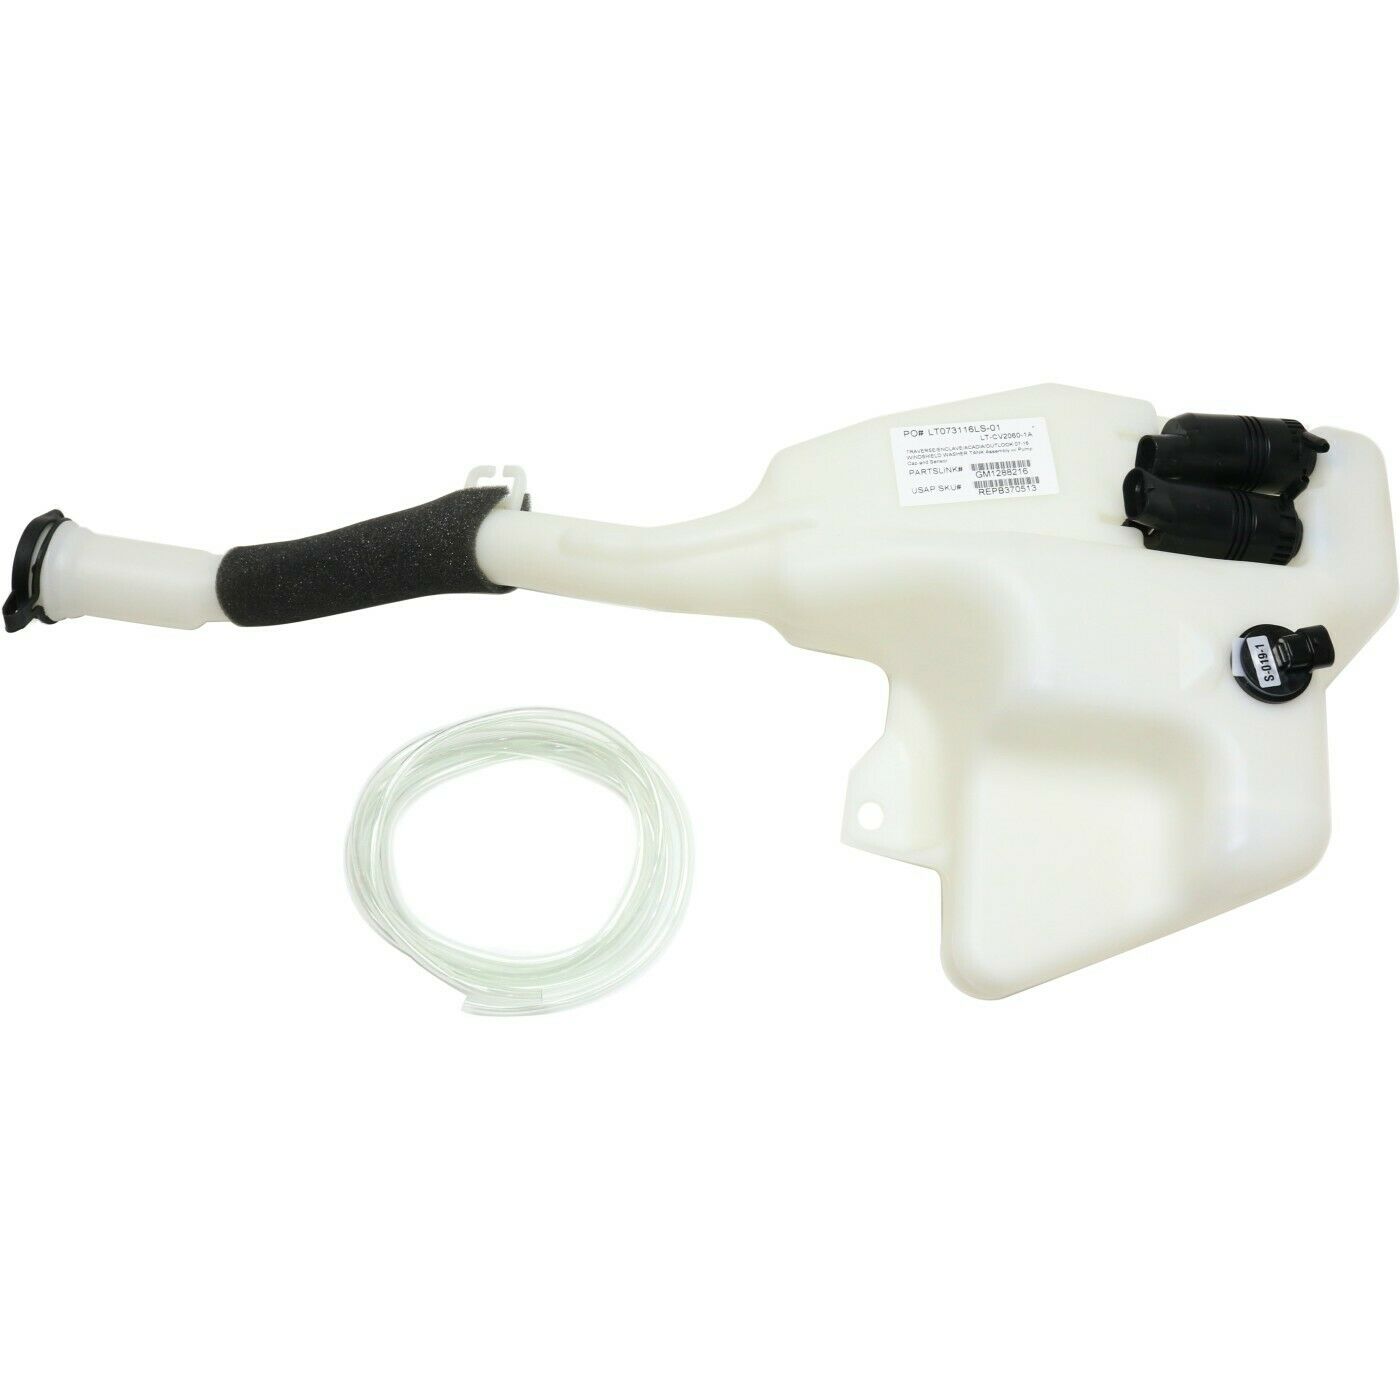 PO# LT073116LS-01
LT-CV2060-1A
TRAVERSE/ENCLAVE/ACADIA/OUTLOOK 07-16
WINDSHIELD WASHER TANK Assembly w/ Pump
Cap and Sensor
PARTSLINK#
GM1288216
USAP SKU#
REPB370513
S-019-1